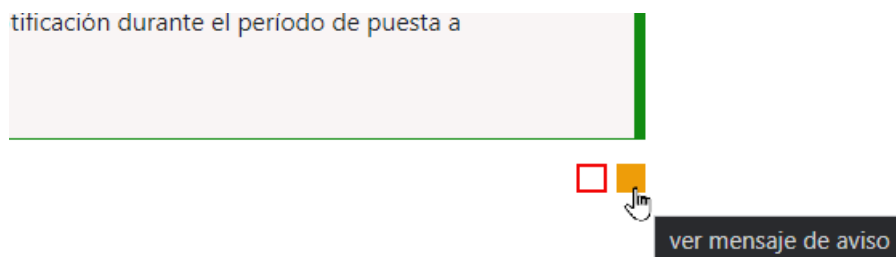 tificación durante el período de puesta a
ver mensaje de aviso